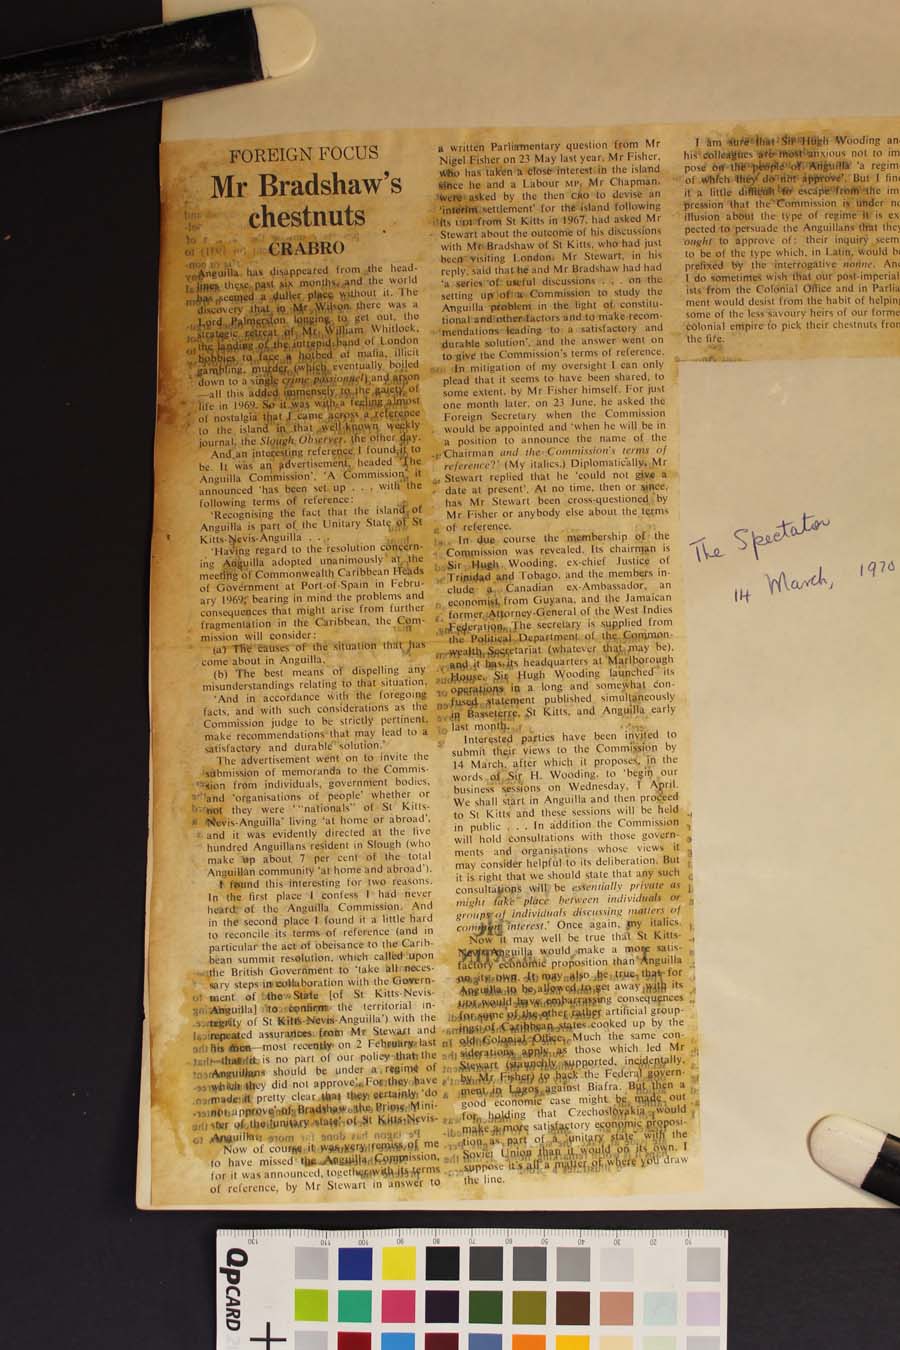 FOREIGN FOCUS
Mr Bradshaw's
chestnuts
CRABRO
Anguilla has disappeared from the head-
lines these past six months, and the world
has seemed a duller place without it. The
discovery that in Mr Wilson there was a
Lord Palmerston longing to get out, the
strategic retreat of Mr William Whitlock,
the landing of the intrepid band of London
bobbies to face a hotbed of mafia, illicit
gambling, murder (which eventually boiled
down to a single crime passionnel) and arson
—all this added immensely to the gaiety of
life in 1969. So it was with a feeling almost
of nostalgia that I came across a reference
to the island in that well-known weekly
journal, the Slough Observer, the other day.
And an interesting reference I found it to
be. It was an advertisement, headed 'The
Anguilla Commission'. 'A Commission,' it
announced 'has been set up . . . with the
following terms of reference:
'Recognising the fact that the island of
Anguilla is part of the Unitary State of St
Kitts-Nevis-Anguilla . . .
'Having regard to the resolution concern-
ing Anguilla adopted unanimously at the
meeting of Commonwealth Caribbean Heads
of Government at Port-of-Spain in Febru-
ary 1969; bearing in mind the problems and
consequences that might arise from further
fragmentation in the Caribbean, the Com-
mission will consider:
(a) The causes of the situation that has
come about in Anguilla,
(b) The best means of dispelling any
misunderstandings relating to that situation,
'And in accordance with the foregoing
facts, and with such considerations as the
Commission judge to be strictly pertinent,
make recommendations that may lead to a
satisfactory and durable solution.'
The advertisement went on to invite the
submission of memoranda to the Commis-
sion from individuals, government bodies,
and 'organisations of people' whether or
not they were '"nationals" of St Kitts-
Nevis-Anguilla' living 'at home or abroad',
and it was evidently directed at the five
hundred Anguillans resident in Slough (who
make up about 7 per cent of the total
Anguillan community 'at home and abroad').
I found this interesting for two reasons.
In the first place I confess I had never
heard of the Anguilla Commission. And
in the second place I found it a little hard
to reconcile its terms of reference (and in
particular the act of obeisance to the Carib-
bean summit resolution, which called upon
the British Government to 'take all neces-
sary steps in collaboration with the Govern-
ment of the State [of St Kitts-Nevis-
Anguilla] to confirm the territorial in-
tegrity of St Kitts-Nevis-Anguilla') with the
repeated assurances from Mr Stewart and
his men—most recently on 2 February last
—that 'it is no part of our policy that the
Anguillans should be under a regime of
which they did not approve'. For they have
made it pretty clear that they certainly 'do
not approve' of Bradshaw, the Prime Mini-
ster of the 'unitary state' of St Kitts-Nevis-
Anguilla.
Now of course it was very remiss of me
to have missed the Anguilla Commission,
for it was announced, together with its terms
of reference, by Mr Stewart in answer to
a written Parliamentary question from Mr
Nigel Fisher on 23 May last year. Mr Fisher,
who has taken a close interest in the island
since he and a Labour MP, Mr Chapman,
were asked by the then CRO to devise an
'interim settlement' for the island following
its UDI from St Kitts in 1967, had asked Mr
Stewart about the outcome of his discussions
with Mr Bradshaw of St Kitts, who had just
been visiting London. Mr Stewart, in his
reply, said that he and Mr Bradshaw had had
'a series of useful discussions . . . on the
setting up of a Commission to study the
Anguilla problem in the light of constitu-
tional and other factors and to make recom-
mendations leading to a satisfactory and
durable solution', and the answer went on
to give the Commission's terms of reference.
In mitigation of my oversight I can only
plead that it seems to have been shared, to
some extent, by Mr Fisher himself. For just
one month later, on 23 June, he asked the
Foreign Secretary when the Commission
would be appointed and 'when he will be in
a position to announce the name of the
Chairman and the Commission's terms of
reference?' (My italics.) Diplomatically, Mr
Stewart replied that he 'could not give a
date at present'. At no time, then or since,
has Mr Stewart been cross-questioned by
Mr Fisher or anybody else about the terms
of reference.
In due course the membership of the
Commission was revealed. Its chairman is
Sir Hugh Wooding, ex-chief Justice of
Trinidad and Tobago, and the members in-
clude a Canadian ex-Ambassador, an
economist from Guyana, and the Jamaican
former Attorney-General of the West Indies
Federation. The secretary is supplied from
the Political Department of the Common-
wealth Secretariat (whatever that may be),
and it has its headquarters at Marlborough
House. Sir Hugh Wooding launched its
operations in a long and somewhat con-
fused statement published simultaneously
in Basseterre, St Kitts, and Anguilla early
last month.
Interested parties have been invited to
submit their views to the Commission by
14 March, after which it proposes, in the
words of Sir H. Wooding, to 'begin our
business sessions on Wednesday, 1 April.
We shall start in Anguilla and then proceed
to St Kitts and these sessions will be held
in public . . . In addition the Commission
will hold consultations with those govern-
ments and organisations whose views it
may consider helpful to its deliberation. But
it is right that we should state that any such
consultations will be essentially private as
might take place between individuals or
groups of individuals discussing matters of
common interest.' Once again, my italics.
Now it may well be true that St Kitts-
Nevis-Anguilla would make a more satis-
factory economic proposition than Anguilla
on its own. It may also be true that for
Anguilla to be allowed to get away with its
UDI would have embarrassing consequences
for some of the other rather artificial group-
ings of Caribbean states cooked up by the
old Colonial Office. Much the same con-
siderations apply as those which led Mr
Stewart (staunchly supported, incidentally,
by Mr Fisher) to back the Federal govern-
ment in Lagos against Biafra. But then a
good economic case might be made out
for holding that Czechoslovakia would
make a more satisfactory economic proposi-
tion as part of a 'unitary state' with the
Soviet Union than it would on its own. I
suppose it's all a matter of where you draw
the line.
I am sure that Sir Hugh Wooding an
his colleagues are most anxious not to im
pose on the people of Anguilla 'a regim
of which they do not approve'. But I fin
it a little difficult to escape from the im
pression that the Commission is under n
illusion about the type of regime it is ex
pected to persuade the Anguillans that they
ought to approve of: their inquiry seem
to be of the type which, in Latin, would b
prefixed by the interrogative nonne. An
I do sometimes wish that our post-imperial
ists from the Colonial Office and in Parlia
ment would desist from the habit of helping
some of the less savoury heirs of our forme
colonial empire to pick their chestnuts from
the fire.
The Spectator
14 March, 1970
QPCARD